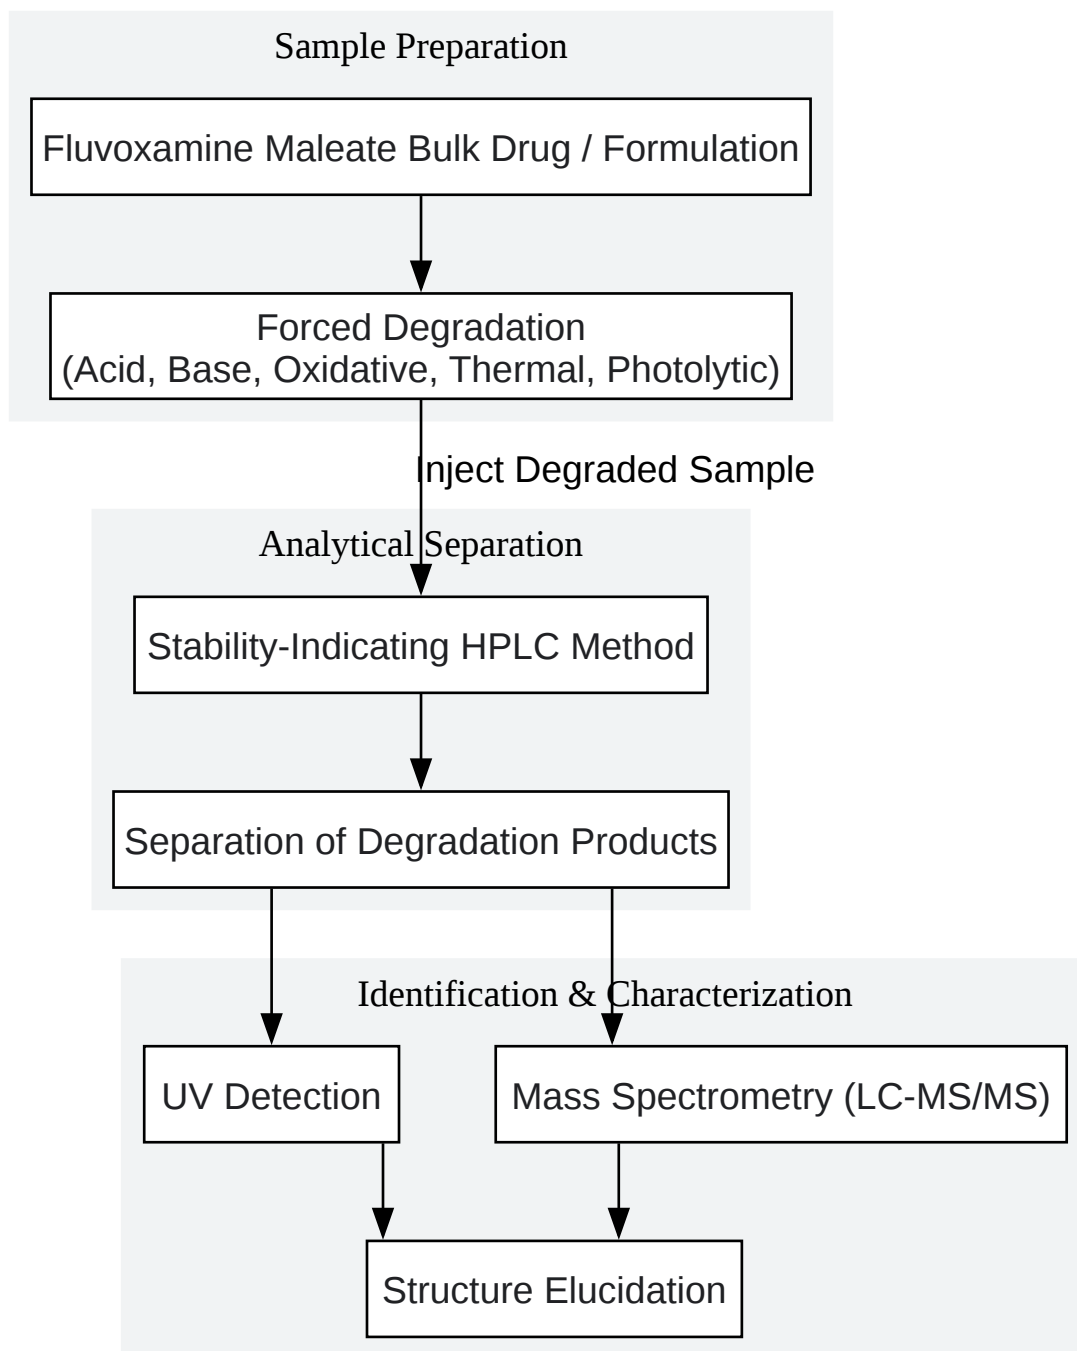 Sample Preparation
Fluvoxamine Maleate Bulk Drug / Formulation
Forced Degradation
(Acid, Base, Oxidative, Thermal, Photolytic)
Inject Degraded Sample
Analytical Separation
Stability-Indicating HPLC Method
Separation of Degradation Products
Identification & Characterization
UV Detection
Mass Spectrometry (LC-MS/MS)
Structure Elucidation